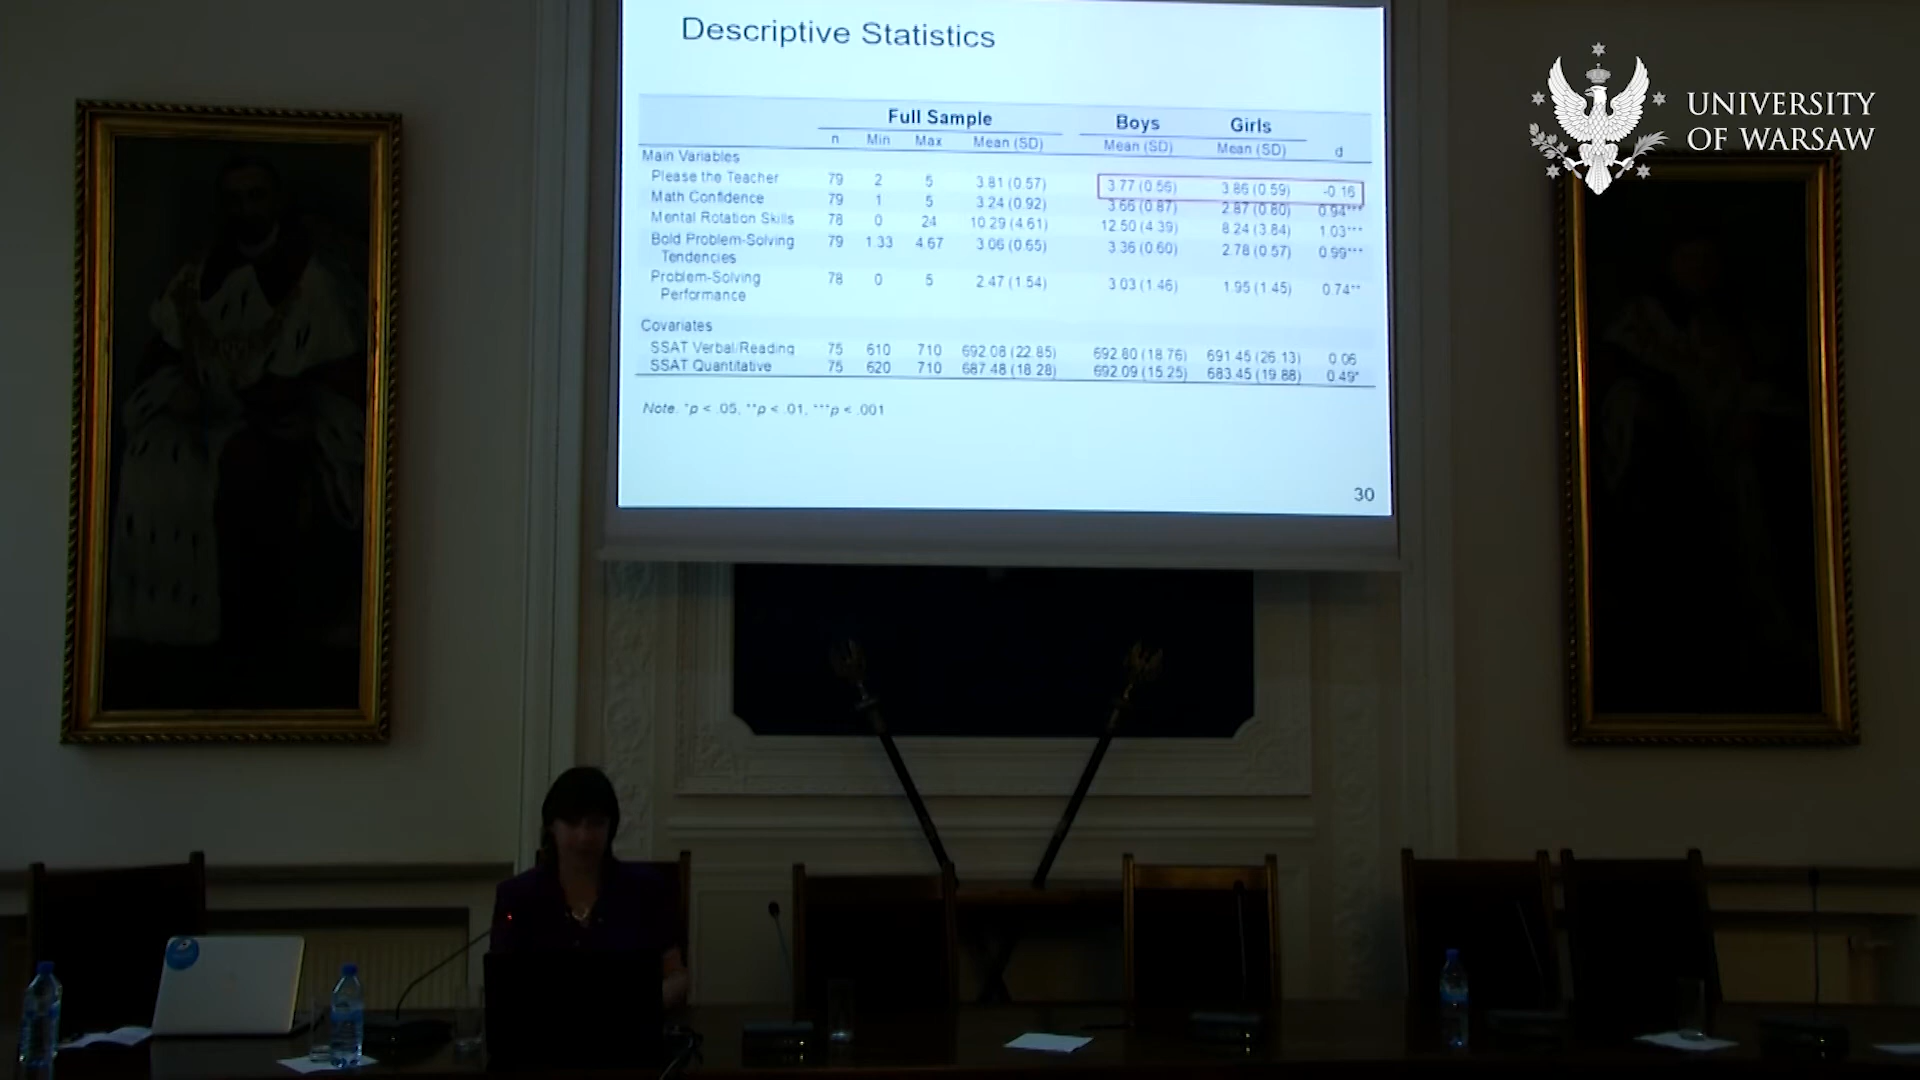 Descriptive Statistics
UNIVERSITY
OF WARSAW
Full Sample Boys Girls
n Min Max Mean (SD) Mean (SD) Mean (SD) d
Main Variables
Please the Teacher 79 2 5 3.81 (0.57) 3.77 (0.56) 3.86 (0.59) -0.16
Math Confidence 79 1 5 3.24 (0.92) 3.66 (0.87) 2.87 (0.80) 0.94***
Mental Rotation Skills 78 0 24 10.29 (4.61) 12.50 (4.39) 8.24 (3.84) 1.03***
Bold Problem-Solving 79 1.33 4.67 3.06 (0.65) 3.36 (0.60) 2.78 (0.57) 0.99***
Tendencies
Problem-Solving 78 0 5 2.47 (1.54) 3.03 (1.46) 1.95 (1.45) 0.74**
Performance
Covariates
SSAT Verbal/Reading 75 610 710 692.08 (22.85) 692.80 (18.76) 691.45 (26.13) 0.06
SSAT Quantitative 75 620 710 687.48 (18.28) 692.09 (15.25) 683.45 (19.88) 0.49*
Note. *p < .05, **p < .01, ***p < .001
30